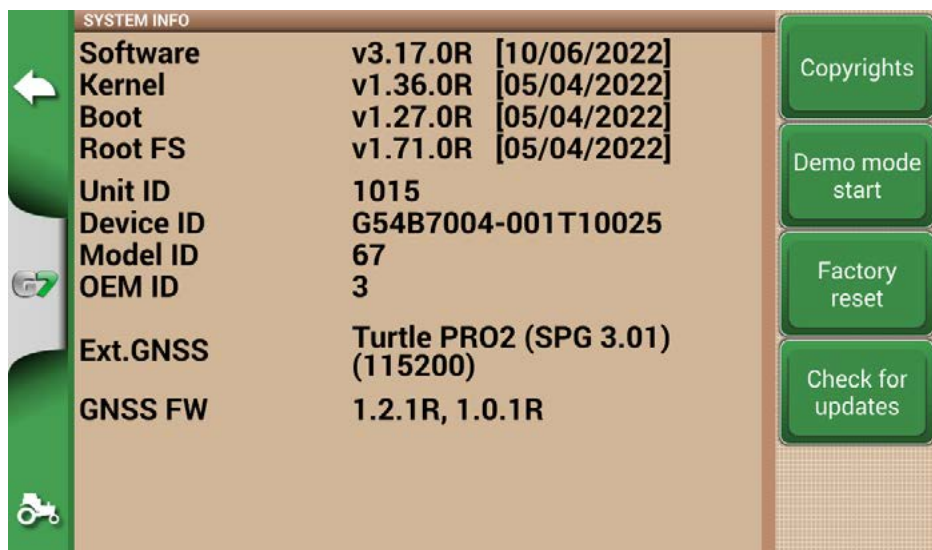 SYSTEM INFO
Software v3.17.0R [10/06/2022]
Kernel v1.36.0R [05/04/2022]
Boot v1.27.0R [05/04/2022]
Root FS v1.71.0R [05/04/2022]
Unit ID 1015
Device ID G54B7004-001T10025
Model ID 67
OEM ID 3
Ext.GNSS Turtle PRO2 (SPG 3.01)
(115200)
GNSS FW 1.2.1R, 1.0.1R
G7
Copyrights
Demo mode
start
Factory
reset
Check for
updates